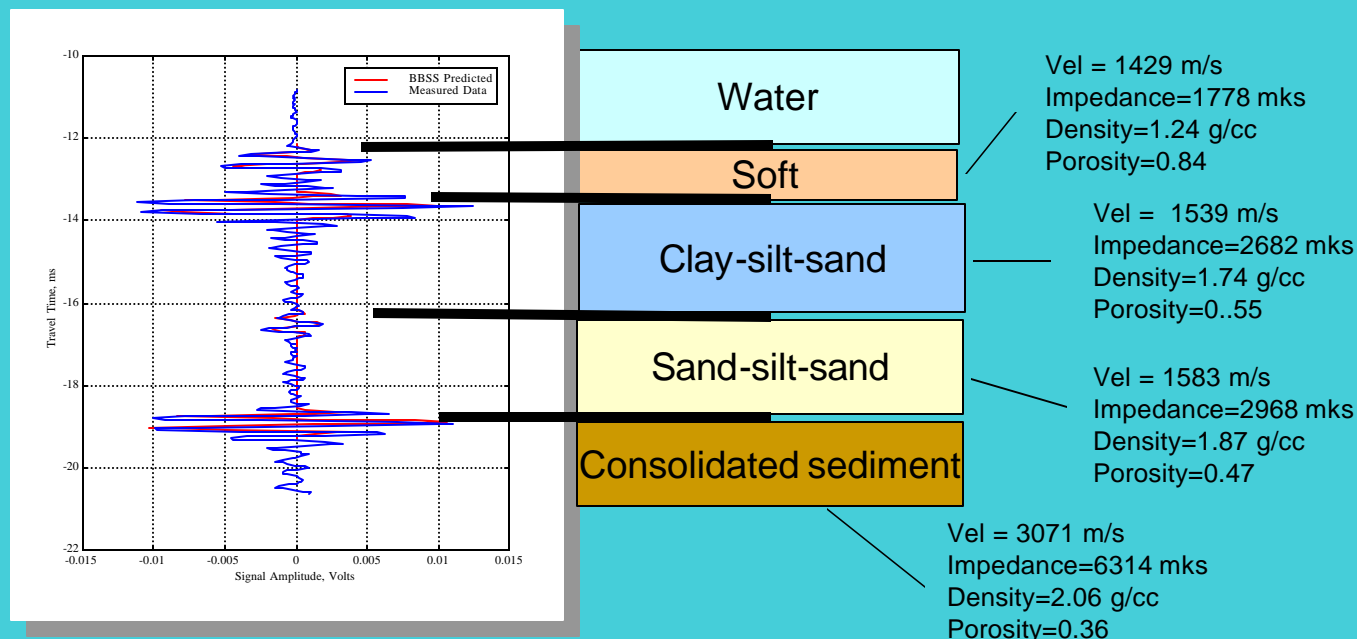 -10
-12
-14
-16
-18
-20
-22
Travel Time, ms
-0.015
-0.01
-0.005
0
0.005
0.01
0.015
Signal Amplitude, Volts
BBSS Predicted
Measured Data
Water
Soft
Clay-silt-sand
Sand-silt-sand
Consolidated sediment
Vel = 1429 m/s
Impedance=1778 mks
Density=1.24 g/cc
Porosity=0.84
Vel =  1539 m/s
Impedance=2682 mks
Density=1.74 g/cc
Porosity=0..55
Vel = 1583 m/s
Impedance=2968 mks
Density=1.87 g/cc
Porosity=0.47
Vel = 3071 m/s
Impedance=6314 mks
Density=2.06 g/cc
Porosity=0.36